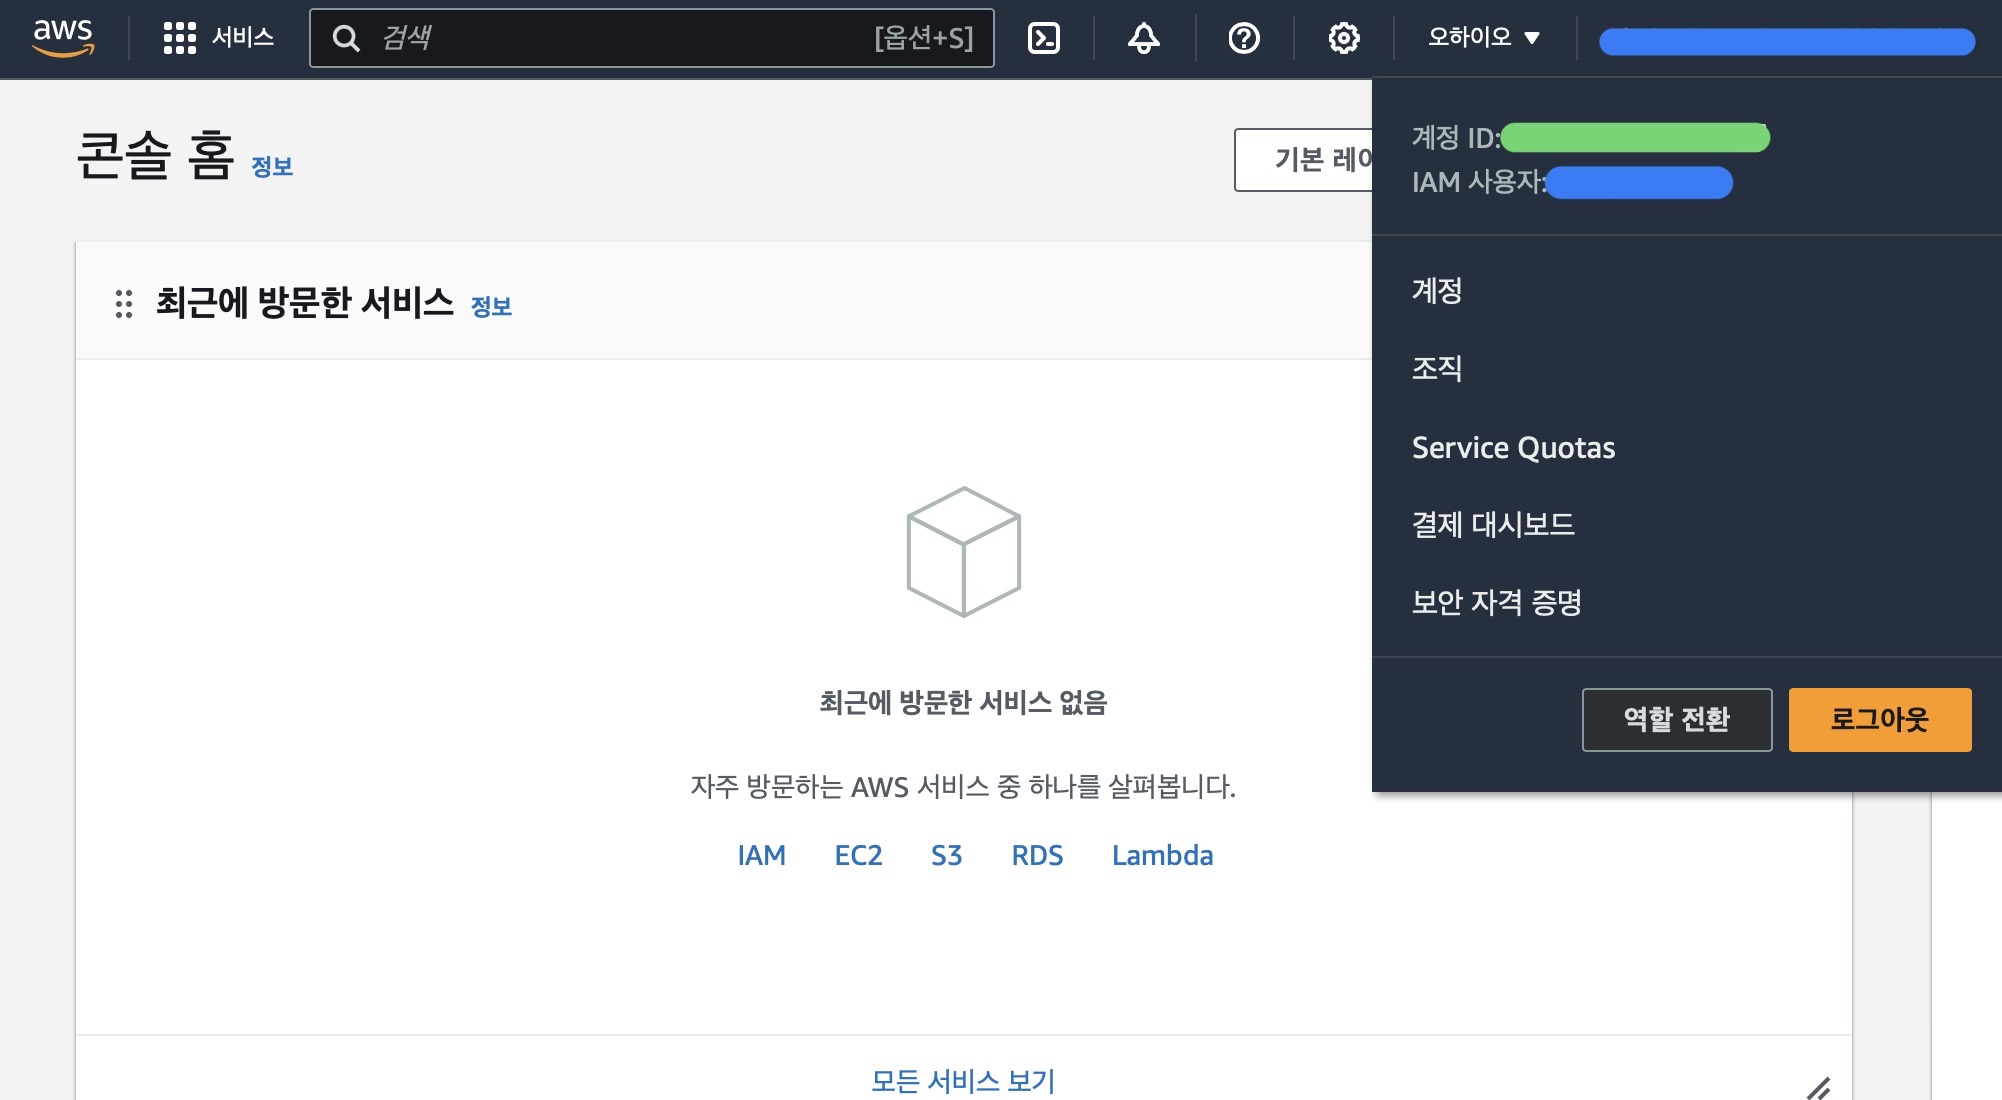 aws 서비스 검색 [옵션+S] 오하이오 ▼
계정 ID:
IAM 사용자:
콘솔 홈 정보
기본 레이
최근에 방문한 서비스 정보
계정
조직
Service Quotas
결제 대시보드
보안 자격 증명
역할 전환 로그아웃
최근에 방문한 서비스 없음
자주 방문하는 AWS 서비스 중 하나를 살펴봅니다.
IAM EC2 S3 RDS Lambda
모든 서비스 보기